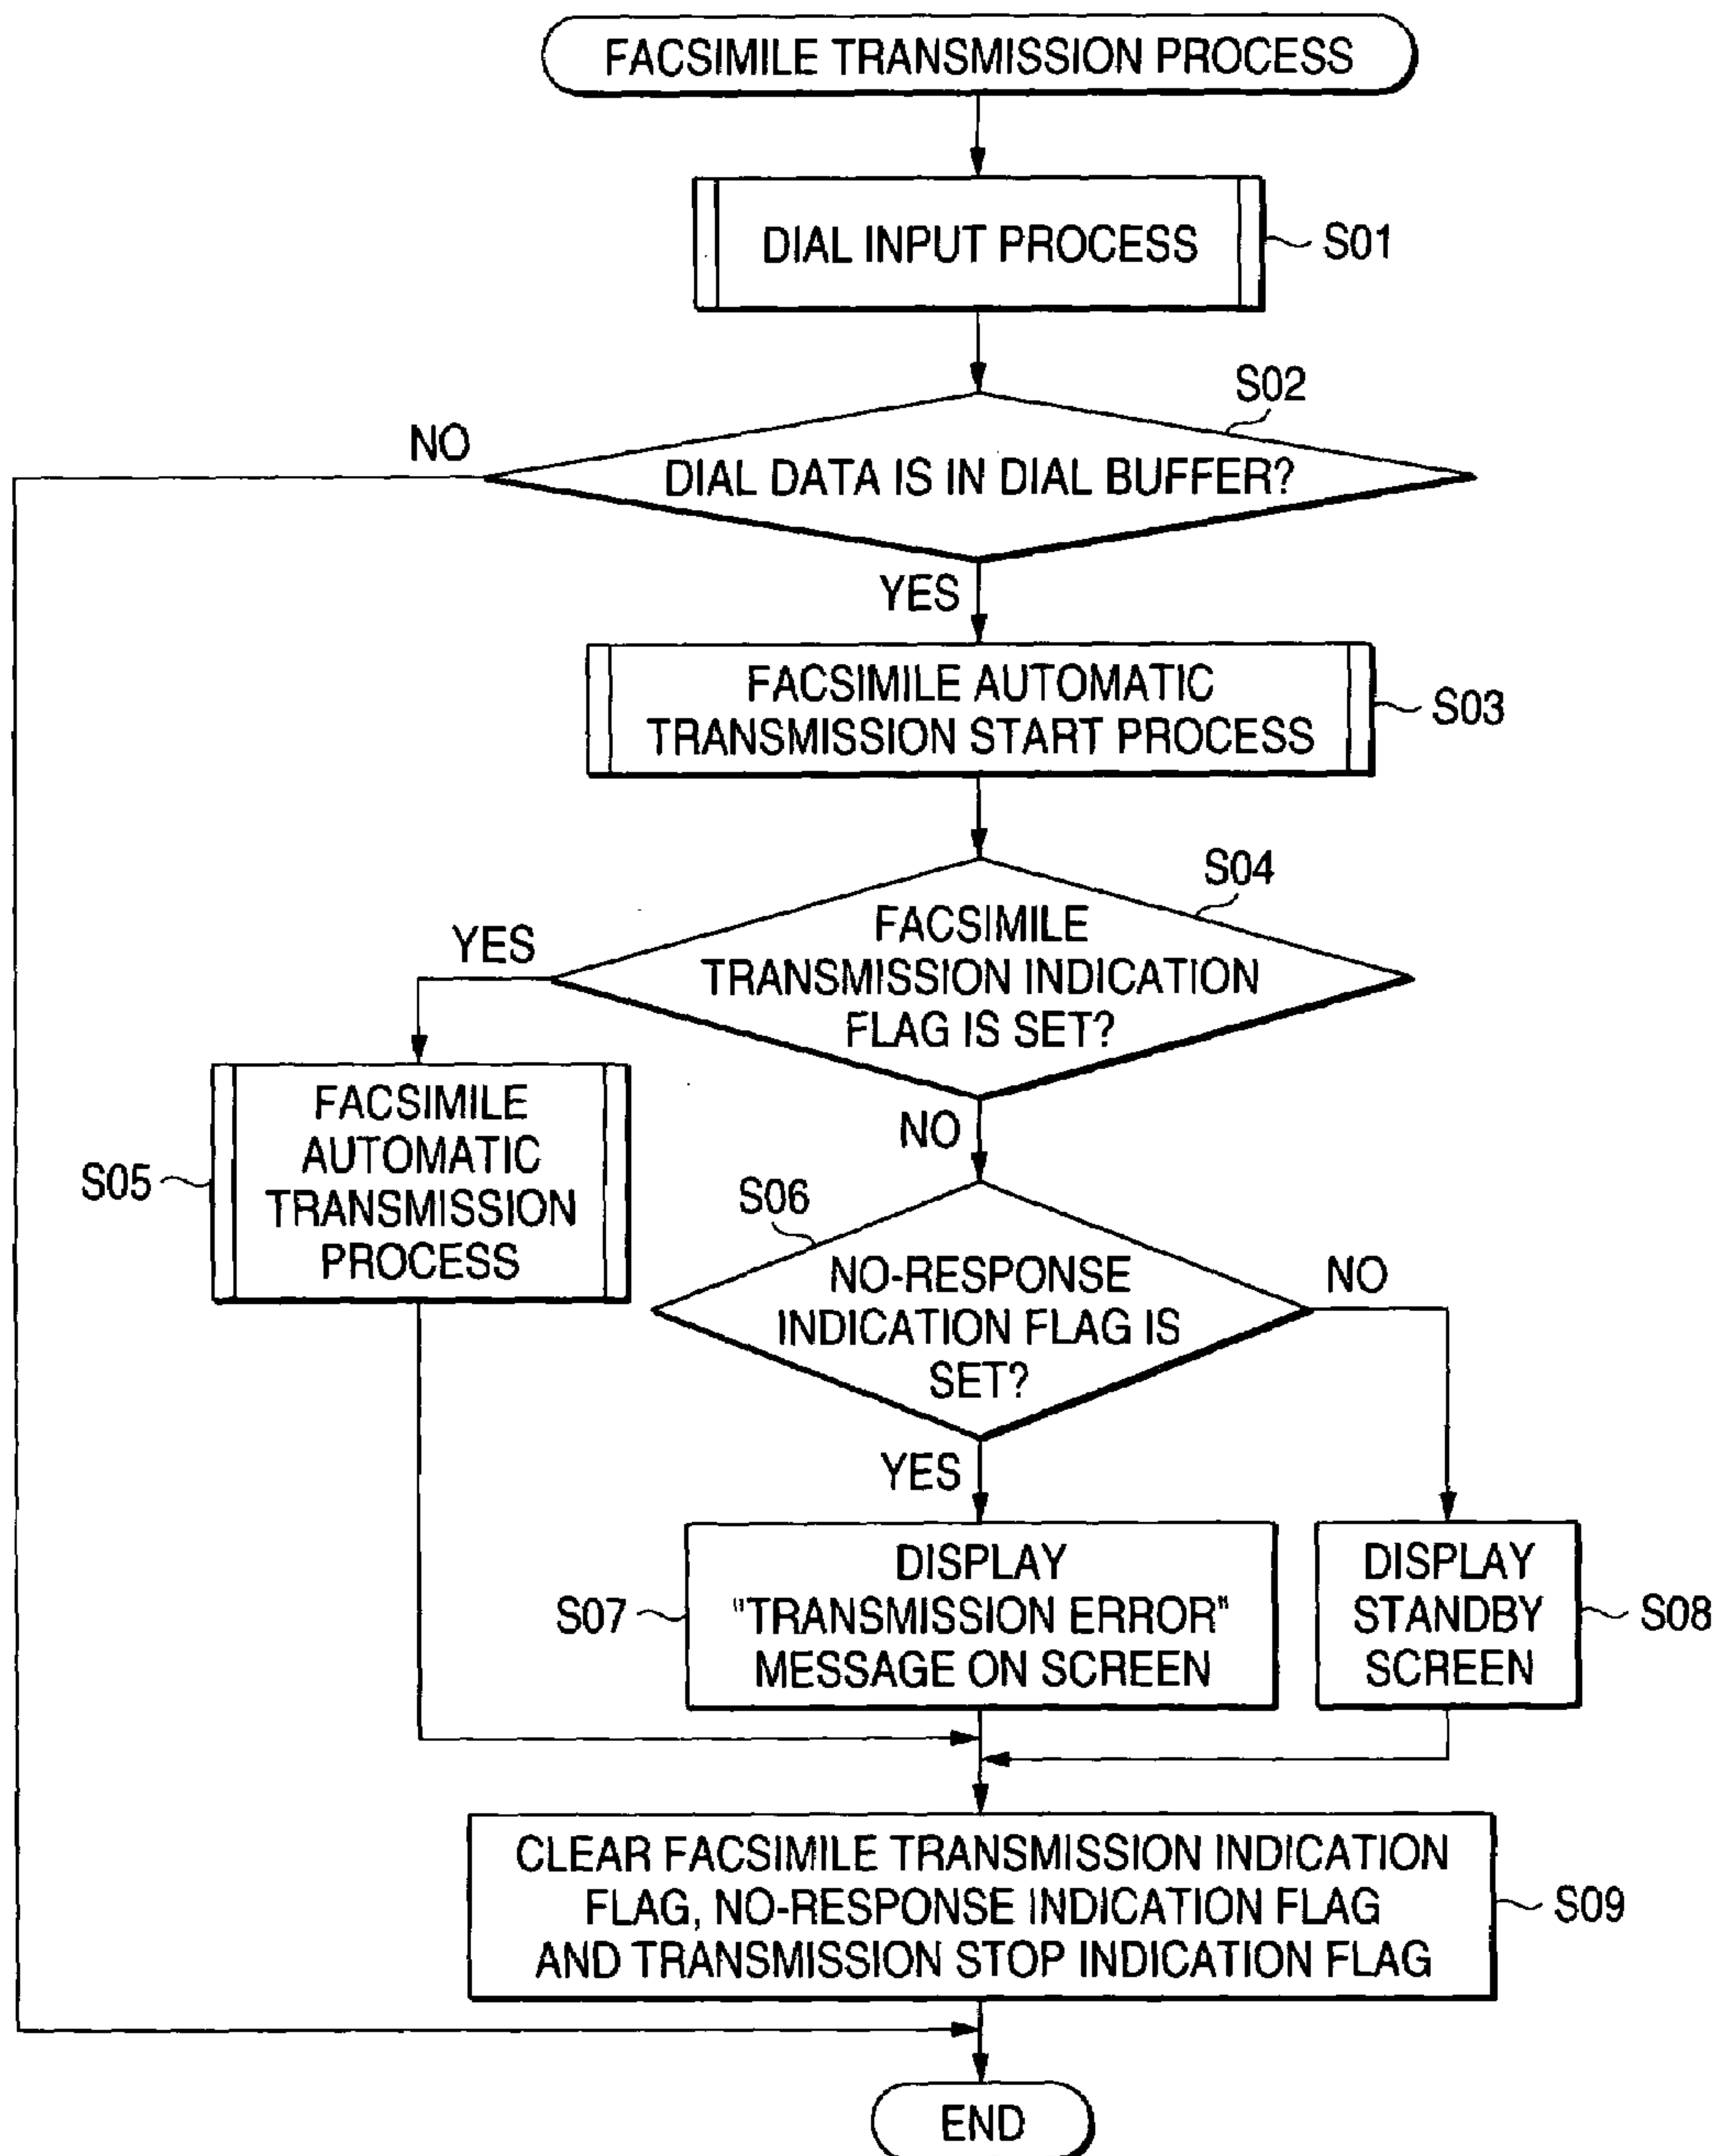 FACSIMILE TRANSMISSION PROCESS
DIAL INPUT PROCESS
S01
S02
NO
DIAL DATA IS IN DIAL BUFFER?
YES
FACSIMILE AUTOMATIC
TRANSMISSION START PROCESS
S03
S04
YES
FACSIMILE
TRANSMISSION INDICATION
FLAG IS SET?
NO
S05
FACSIMILE
AUTOMATIC
TRANSMISSION
PROCESS
S06
NO-RESPONSE
INDICATION FLAG IS
SET?
NO
YES
S07
DISPLAY
"TRANSMISSION ERROR"
MESSAGE ON SCREEN
DISPLAY
STANDBY
SCREEN
S08
CLEAR FACSIMILE TRANSMISSION INDICATION
FLAG, NO-RESPONSE INDICATION FLAG
AND TRANSMISSION STOP INDICATION FLAG
S09
END